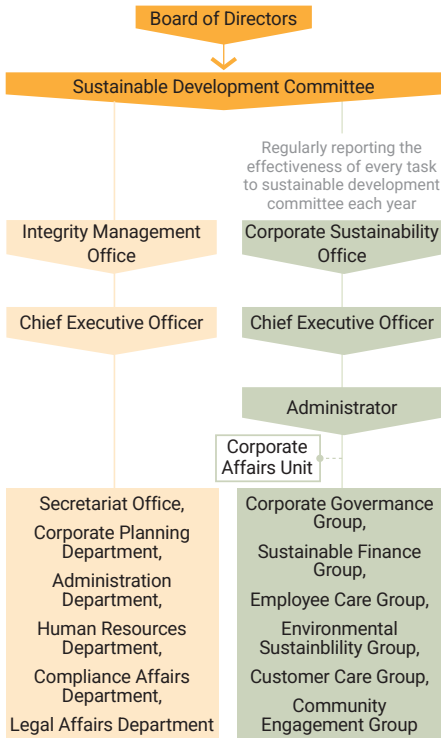 Board of Directors
Sustainable Development Committee
Regularly reporting the
effectiveness of every task
to sustainable development
committee each year
Integrity Management
Office
Corporate Sustainability
Office
Chief Executive Officer
Chief Executive Officer
Administrator
Corporate
Affairs Unit
Secretariat Office,
Corporate Planning
Department,
Administration
Department,
Human Resources
Department,
Compliance Affairs
Department,
Legal Affairs Department
Corporate Governance
Group,
Sustainable Finance
Group,
Employee Care Group,
Environmental
Sustainblility Group,
Customer Care Group,
Community
Engagement Group